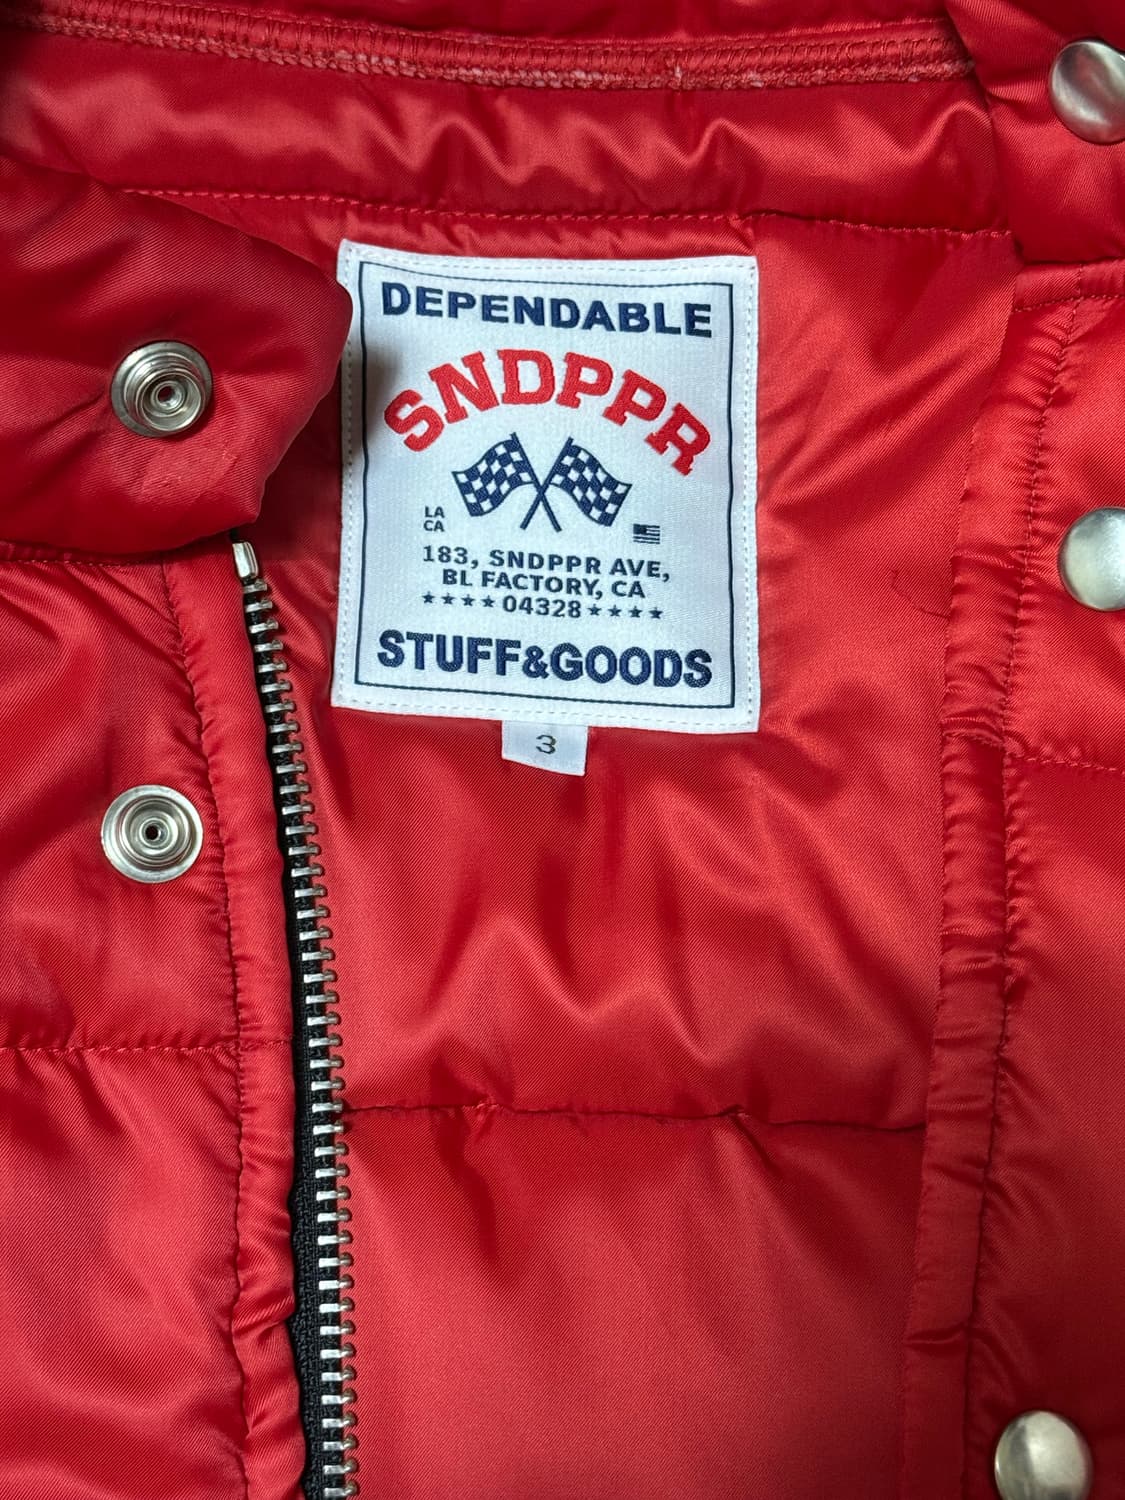 DEPENDABLE
SNDPPR
LA
CA
183, SNDPPR AVE,
BL FACTORY, CA
★★★★04328★★★★
STUFF&GOODS
3